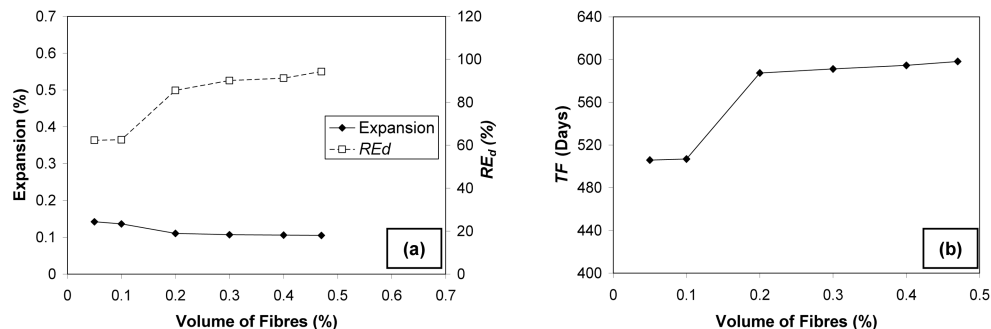 0.7
0.6
0.5
0.4
0.3
0.2
0.1
0
Expansion (%)
120
100
80
60
40
20
0
REd (%)
Expansion
REd
(a)
0 0.1 0.2 0.3 0.4 0.5 0.6 0.7
Volume of Fibres (%)
640
600
560
520
480
440
400
TF (Days)
(b)
0 0.1 0.2 0.3 0.4 0.5
Volume of Fibres (%)